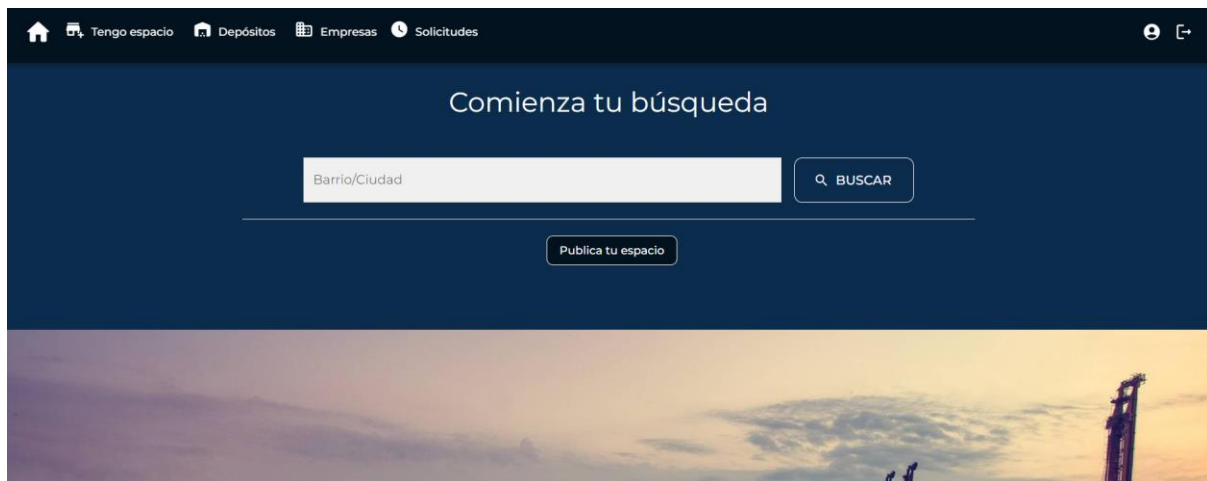 Tengo espacio Depósitos Empresas Solicitudes
Comienza tu búsqueda
Barrio/Ciudad BUSCAR
Publica tu espacio